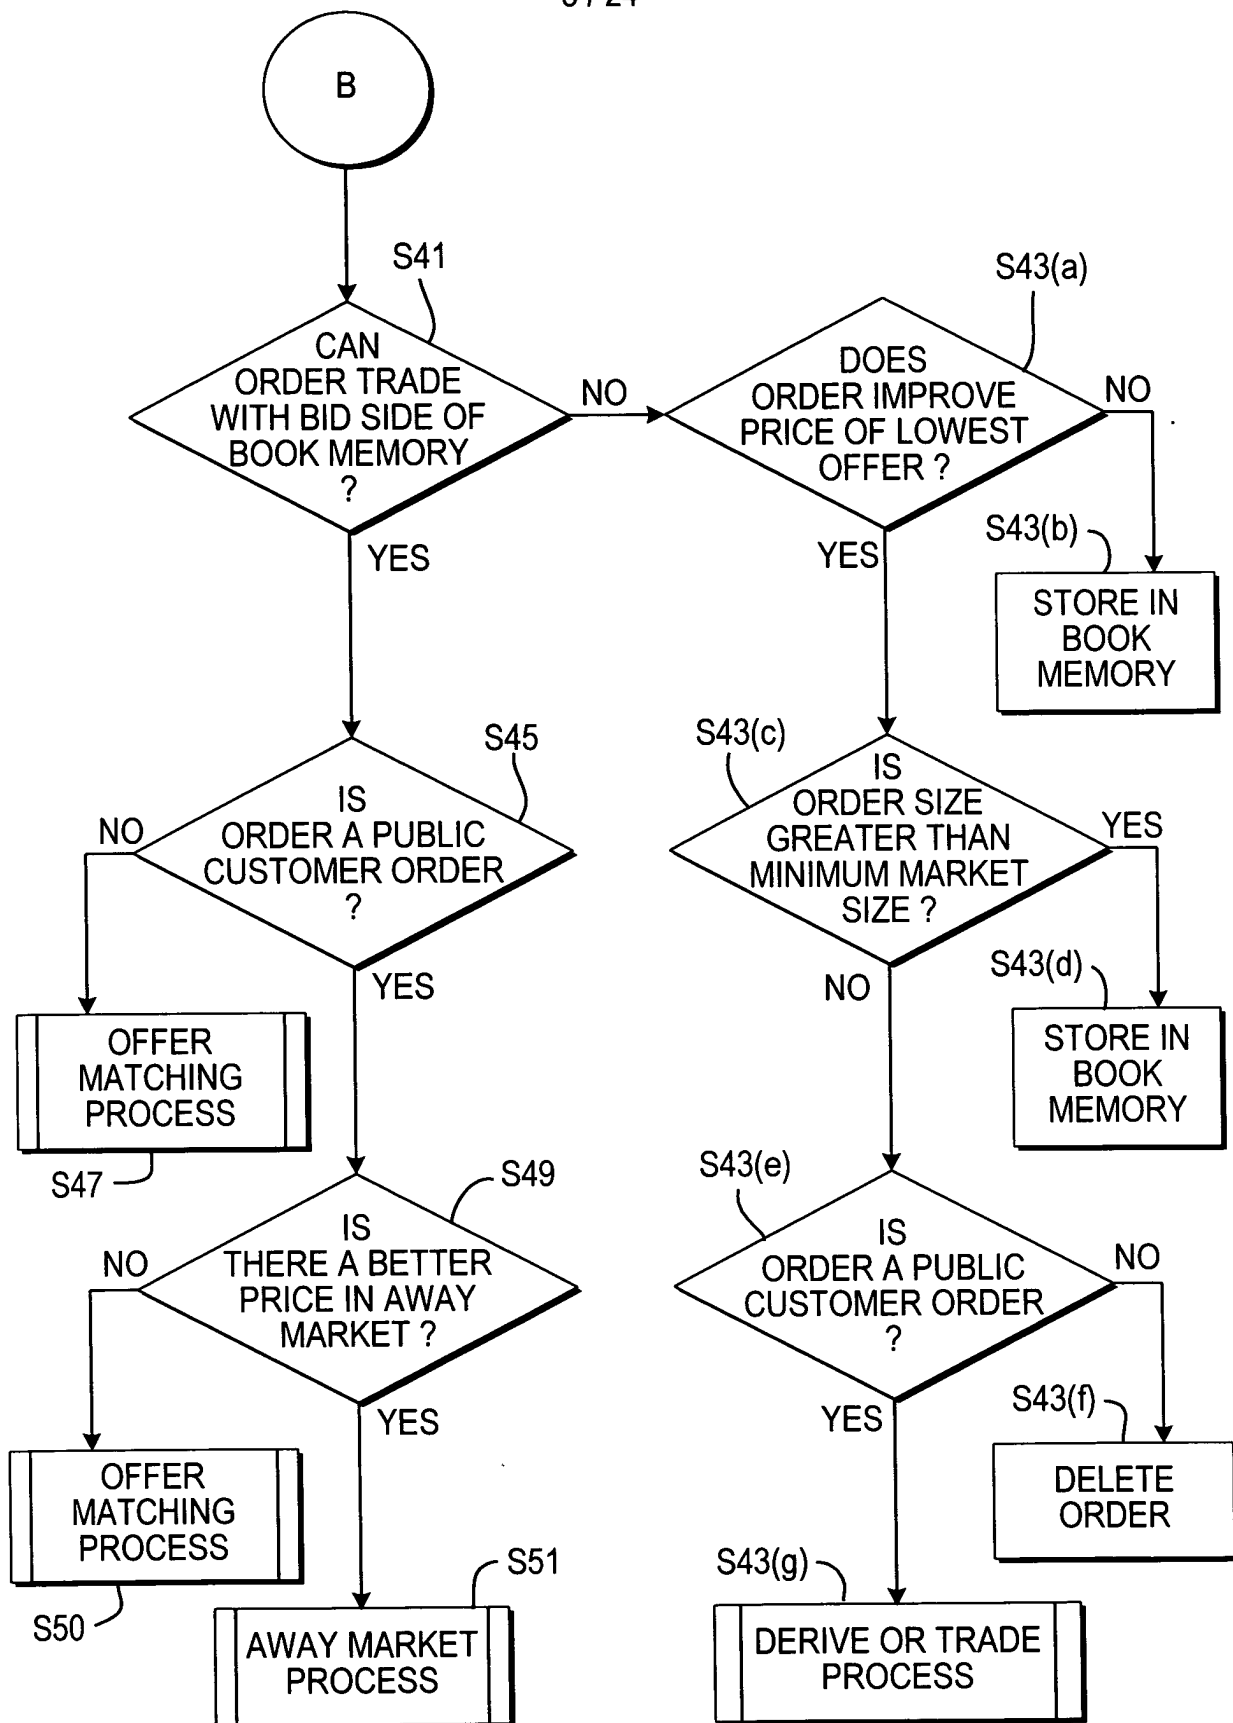 B
S41
CAN
ORDER TRADE
WITH BID SIDE OF
BOOK MEMORY
?
NO
YES
S43(a)
DOES
ORDER IMPROVE
PRICE OF LOWEST
OFFER ?
NO
YES
S43(b)
STORE IN
BOOK
MEMORY
S45
IS
ORDER A PUBLIC
CUSTOMER ORDER
?
NO
YES
S43(c)
IS
ORDER SIZE
GREATER THAN
MINIMUM MARKET
SIZE ?
YES
NO
S43(d)
STORE IN
BOOK
MEMORY
OFFER
MATCHING
PROCESS
S47
S49
IS
THERE A BETTER
PRICE IN AWAY
MARKET ?
NO
YES
S43(e)
IS
ORDER A PUBLIC
CUSTOMER ORDER
?
NO
YES
S43(f)
DELETE
ORDER
OFFER
MATCHING
PROCESS
S50
S51
AWAY MARKET
PROCESS
S43(g)
DERIVE OR TRADE
PROCESS